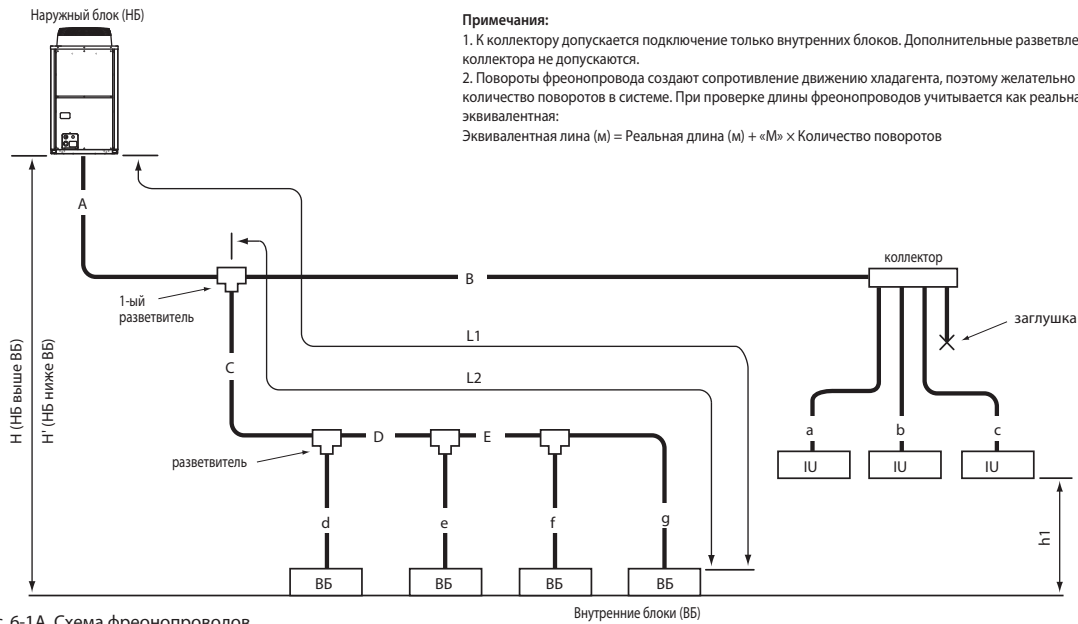 Наружный блок (НБ)
Примечания:
1. К коллектору допускается подключение только внутренних блоков. Дополнительные разветвле
коллектора не допускаются.
2. Повороты фреонопровода создают сопротивление движению хладагента, поэтому желательно
количество поворотов в системе. При проверке длины фреонопроводов учитывается как реальна
эквивалентная:
Эквивалентная лина (м) = Реальная длина (м) + «М» × Количество поворотов
A
B
коллектор
1-ый
разветвитель
заглушка
L1
C
L2
H (НБ выше ВБ)
H' (НБ ниже ВБ)
a
b
c
D
E
разветвитель
IU
IU
IU
d
e
f
g
h1
ВБ
ВБ
ВБ
ВБ
Внутренние блоки (ВБ)
с. 6-1А. Схема фреонопроводов